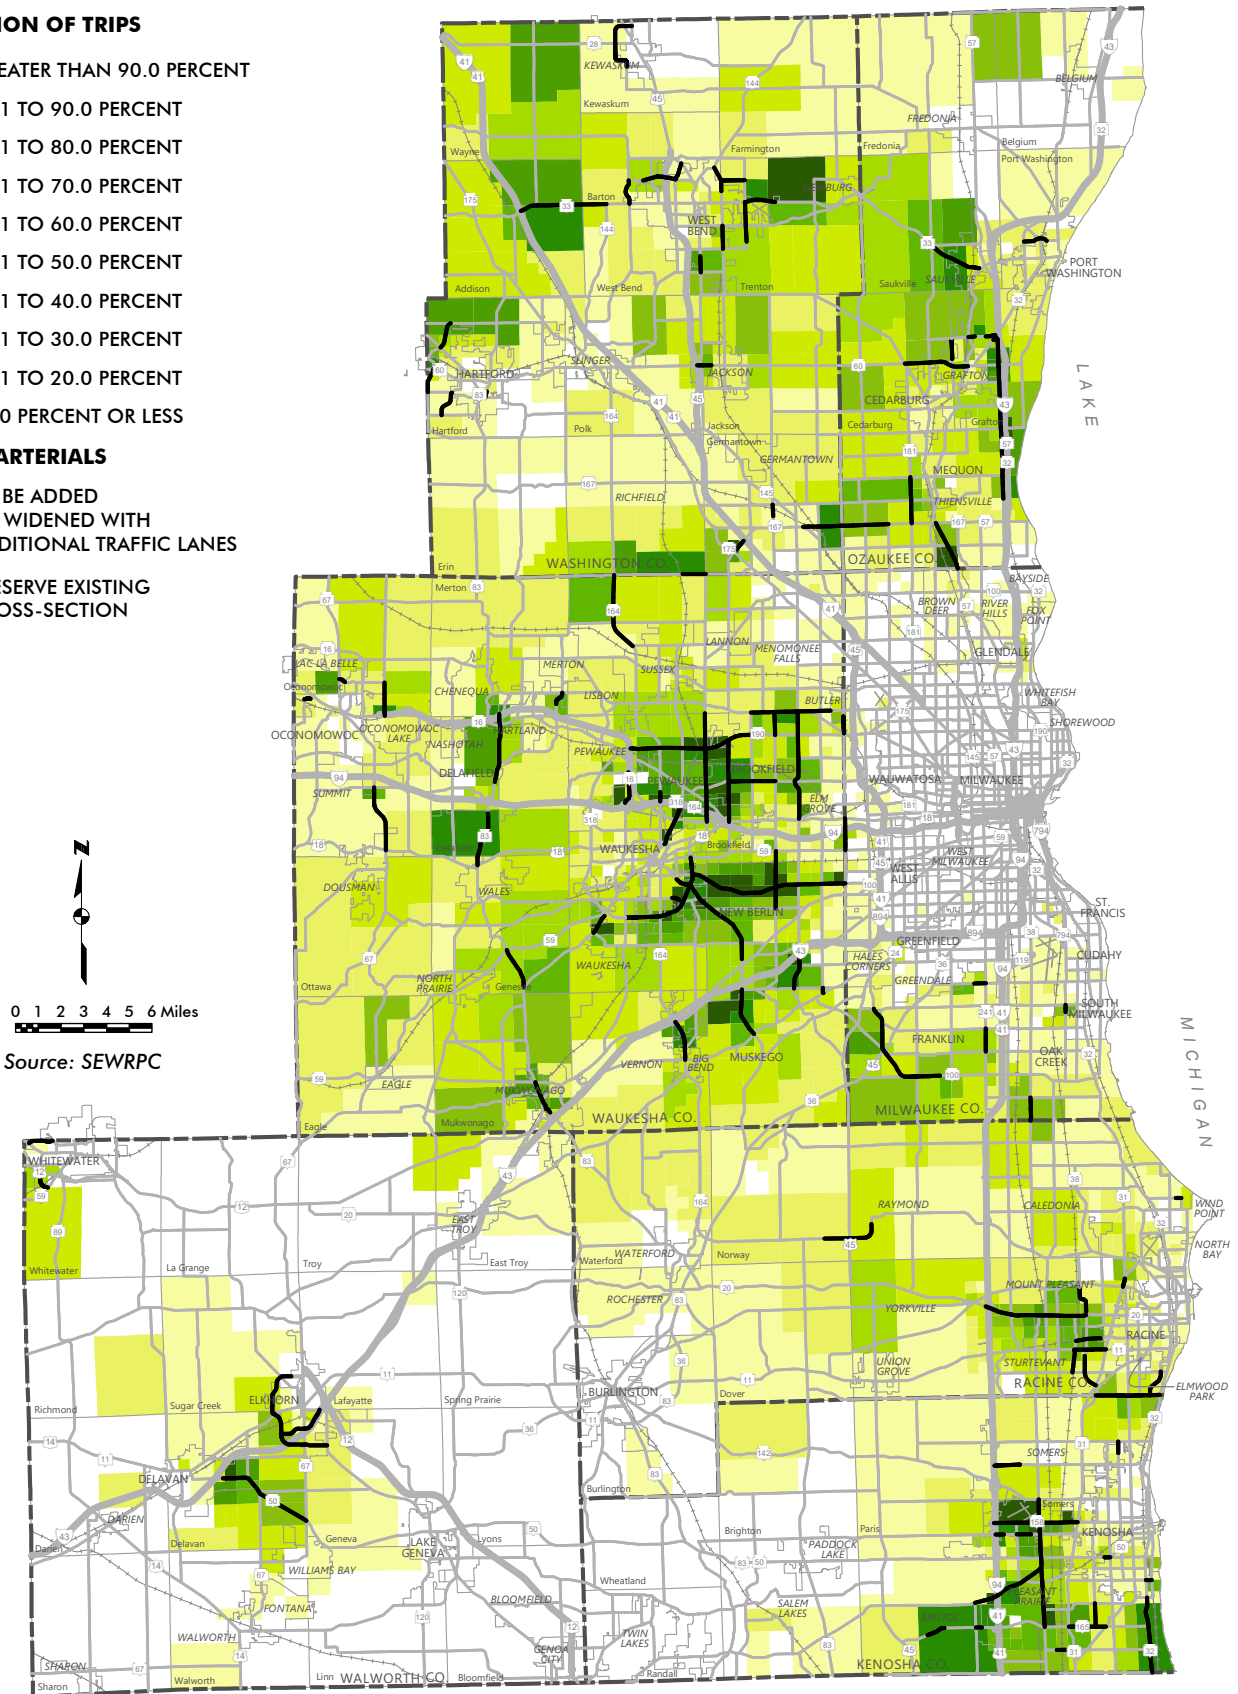 ION OF TRIPS
EATER THAN 90.0 PERCENT
1 TO 90.0 PERCENT
1 TO 80.0 PERCENT
1 TO 70.0 PERCENT
1 TO 60.0 PERCENT
1 TO 50.0 PERCENT
1 TO 40.0 PERCENT
1 TO 30.0 PERCENT
1 TO 20.0 PERCENT
0 PERCENT OR LESS
ARTERIALS
BE ADDED
WIDENED WITH
DITIONAL TRAFFIC LANES
ESERVE EXISTING
OSS-SECTION
N
0 1 2 3 4 5 6 Miles
Source: SEWRPC
KEWASKUM
Kewaskum
BELGIUM
FREDONIA
Wayne
Farmington
Fredonia
Belgium
Port Washington
Barton
NEWBURG
WEST
BEND
PORT
WASHINGTON
Addison
West Bend
Trenton
Saukville
SAUKVILLE
SLINGER
HARTFORD
JACKSON
GRAFTON
CEDARBURG
LAKE
Hartford
Polk
Jackson
Germantown
Cedarburg
Grafton
GERMANTOWN
MEQUON
RICHFIELD
THIENSVILLE
Erin
WASHINGTON CO.
OZAUKEE CO.
Merton
BAYSIDE
BROWN
DEER
RIVER
HILLS
FOX
POINT
LANNON
MENOMONEE
FALLS
GLENDALE
LAC LA BELLE
Oconomowoc
MERTON
SUSSEX
CHENEQUA
LISBON
BUTLER
WHITEFISH
BAY
SHOREWOOD
OCONOMOWOC
OCONOMOWOC
LAKE
NASHOTAH
HARTLAND
PEWAUKEE
DELAFIELD
PEWAUKEE
BROOKFIELD
WAUWATOSA
MILWAUKEE
SUMMIT
ELM
GROVE
Delafield
WAUKESHA
Brookfield
WEST
MILWAUKEE
WEST
ALLIS
DOUSMAN
WALES
NEW BERLIN
ST.
FRANCIS
GREENFIELD
WAUKESHA
HALES
CORNERS
CUDAHY
Ottawa
NORTH
PRAIRIE
Genesee
GREENDALE
SOUTH
MILWAUKEE
MICHIGAN
FRANKLIN
OAK
CREEK
VERNON
BIG
BEND
MUSKEGO
EAGLE
MUKWONAGO
Eagle
Mukwonago
WAUKESHA CO.
MILWAUKEE CO.
WHITEWATER
EAST
TROY
RAYMOND
CALEDONIA
WIND
POINT
NORTH
BAY
Whitewater
La Grange
Troy
East Troy
WATERFORD
Waterford
Norway
ROCHESTER
YORKVILLE
MOUNT PLEASANT
RACINE
UNION
GROVE
STURTEVANT
RACINE CO.
ELMWOOD
PARK
Richmond
Sugar Creek
ELKHORN
Lafayette
Spring Prairie
BURLINGTON
Dover
SOMERS
DELAVAN
Burlington
DARIEN
Darien
Delavan
Geneva
LAKE
GENEVA
Lyons
Brighton
Paris
Somers
KENOSHA
PADDOCK
LAKE
WILLIAMS BAY
Wheatland
FONTANA
BLOOMFIELD
SALEM
LAKES
BRISTOL
PLEASANT
PRAIRIE
WALWORTH
TWIN
LAKES
GENOA
CITY
SHARON
Sharon
Walworth
Linn
WALWORTH CO.
Bloomfield
Randall
KENOSHA CO.